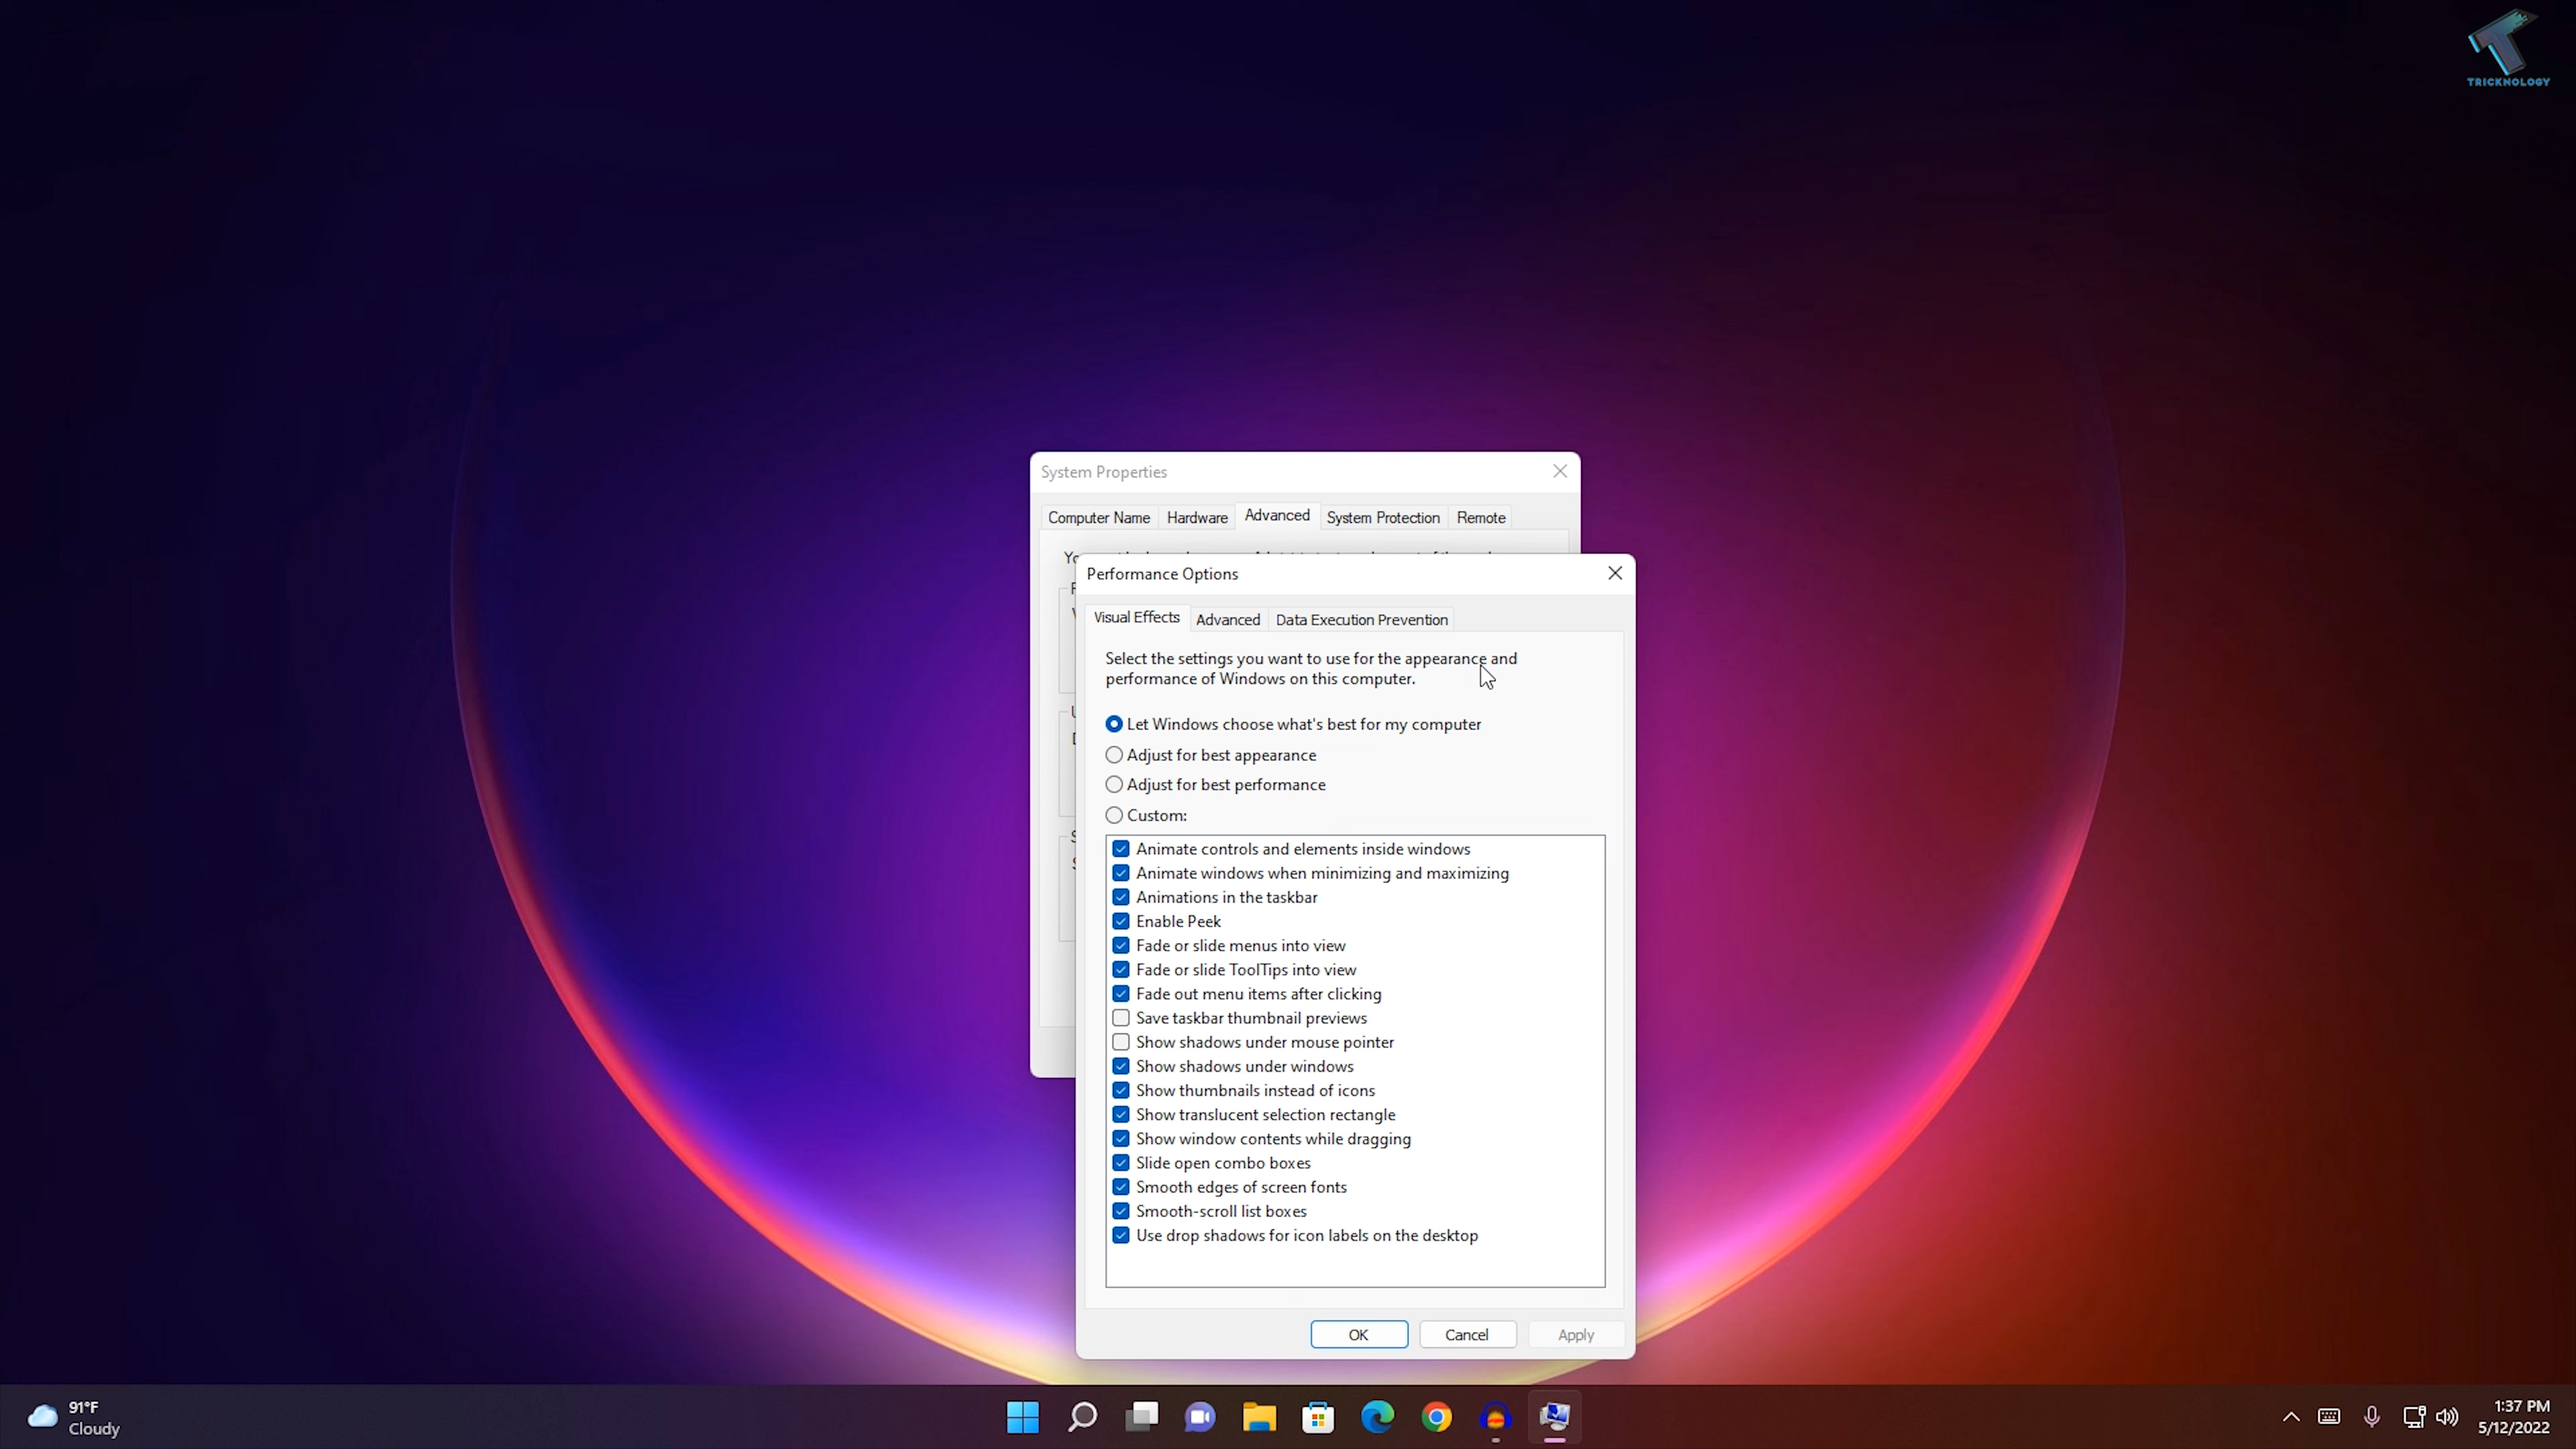 TRICKNOLOGY
System Properties
Computer Name Hardware Advanced System Protection Remote
Performance Options
Visual Effects Advanced Data Execution Prevention
Select the settings you want to use for the appearance and
performance of Windows on this computer.
Let Windows choose what's best for my computer
Adjust for best appearance
Adjust for best performance
Custom:
Animate controls and elements inside windows
Animate windows when minimizing and maximizing
Animations in the taskbar
Enable Peek
Fade or slide menus into view
Fade or slide ToolTips into view
Fade out menu items after clicking
Save taskbar thumbnail previews
Show shadows under mouse pointer
Show shadows under windows
Show thumbnails instead of icons
Show translucent selection rectangle
Show window contents while dragging
Slide open combo boxes
Smooth edges of screen fonts
Smooth-scroll list boxes
Use drop shadows for icon labels on the desktop
OK Cancel Apply
91°F
Cloudy
1:37 PM
5/12/2022